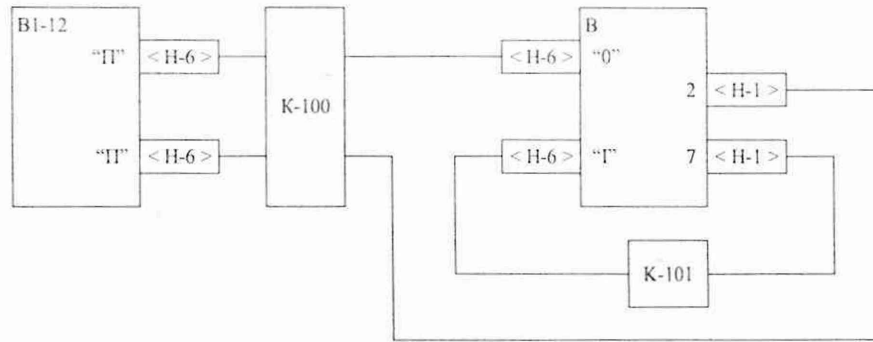 В1-12
В
“П” < Н-6 > < Н-6 > “0”
2 < Н-1 >
К-100
“П” < Н-6 > < Н-6 > “Г” 7 < Н-1 >
К-101